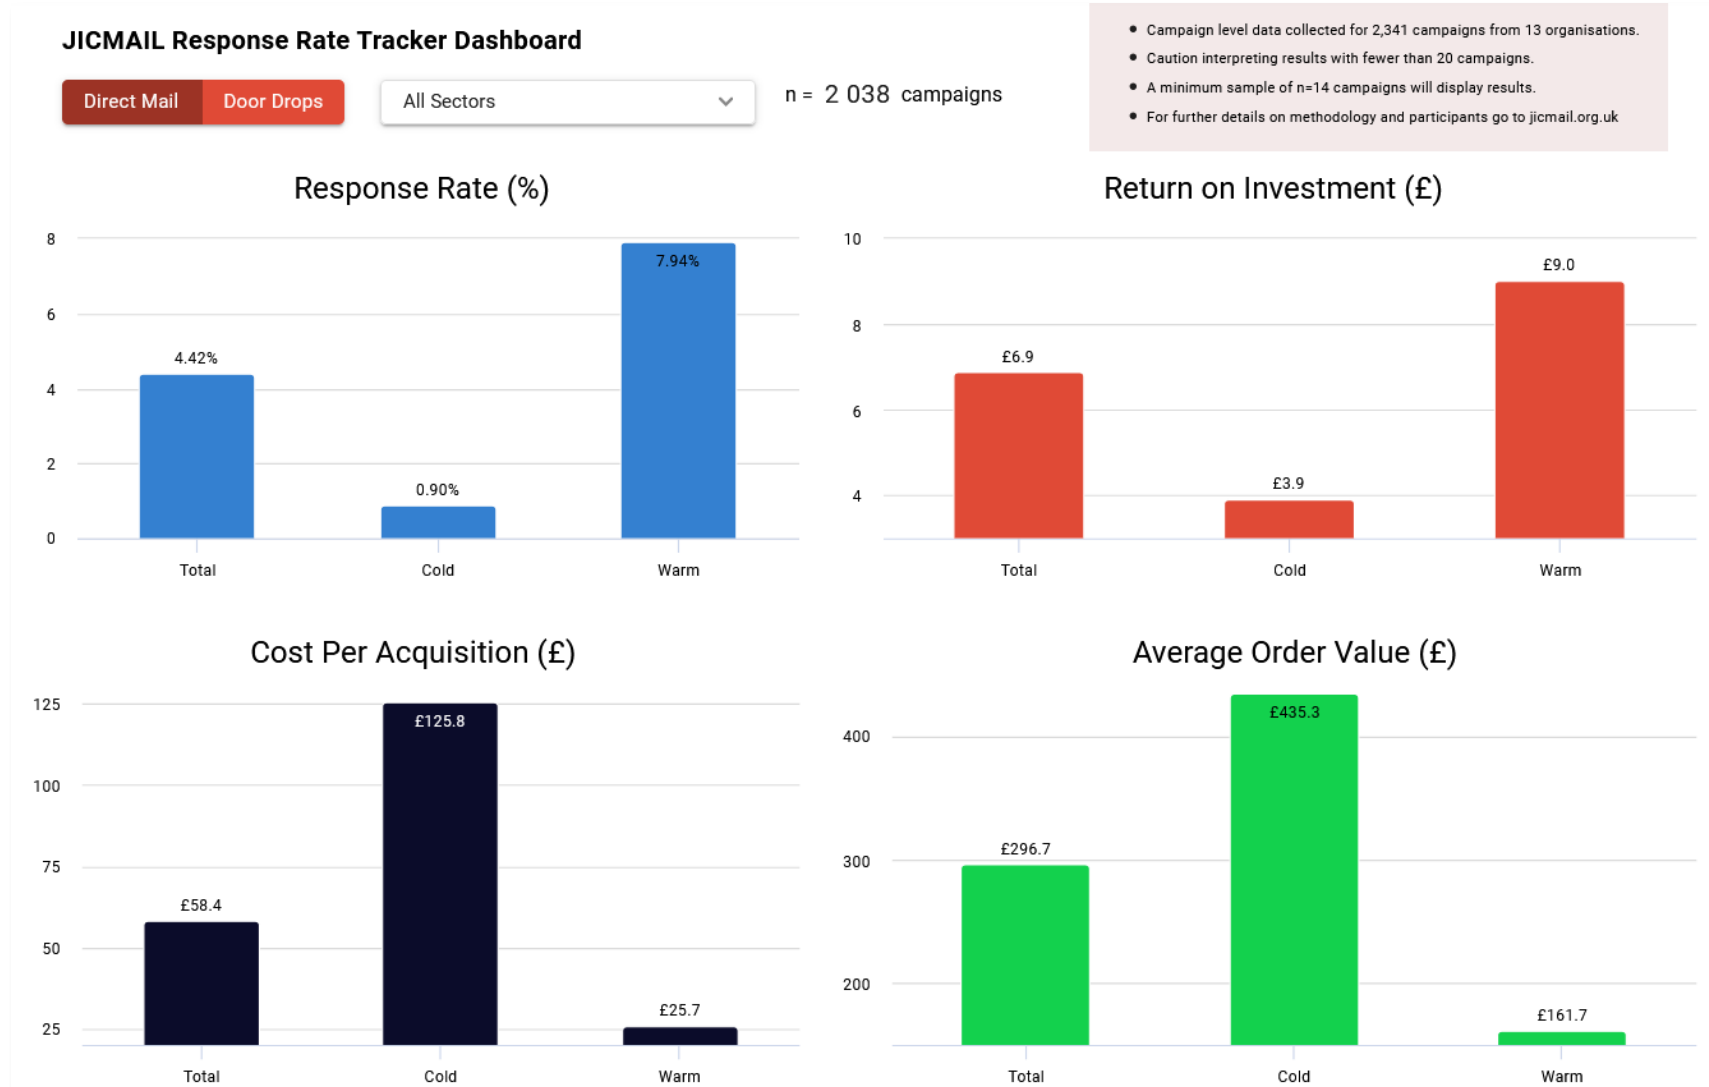 JICMAIL Response Rate Tracker Dashboard
Direct Mail
Door Drops
All Sectors
n = 2 038 campaigns
• Campaign level data collected for 2,341 campaigns from 13 organisations.
• Caution interpreting results with fewer than 20 campaigns.
• A minimum sample of n=14 campaigns will display results.
• For further details on methodology and participants go to jicmail.org.uk
Response Rate (%)
8
6
4
2
0
4.42%
0.90%
7.94%
Total
Cold
Warm
Return on Investment (£)
10
8
6
4
£6.9
£3.9
£9.0
Total
Cold
Warm
Cost Per Acquisition (£)
125
100
75
50
25
£58.4
£125.8
£25.7
Total
Cold
Warm
Average Order Value (£)
400
300
200
£296.7
£435.3
£161.7
Total
Cold
Warm